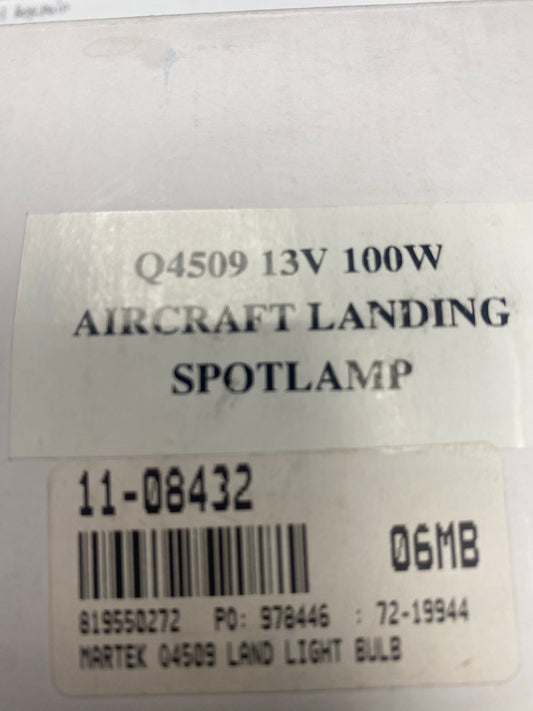 Q4509 13V 100W
AIRCRAFT LANDING
SPOTLAMP
11-08432
06MB
819550272 PO: 978446 : 72-19944
MARTEK Q4509 LAND LIGHT BULB